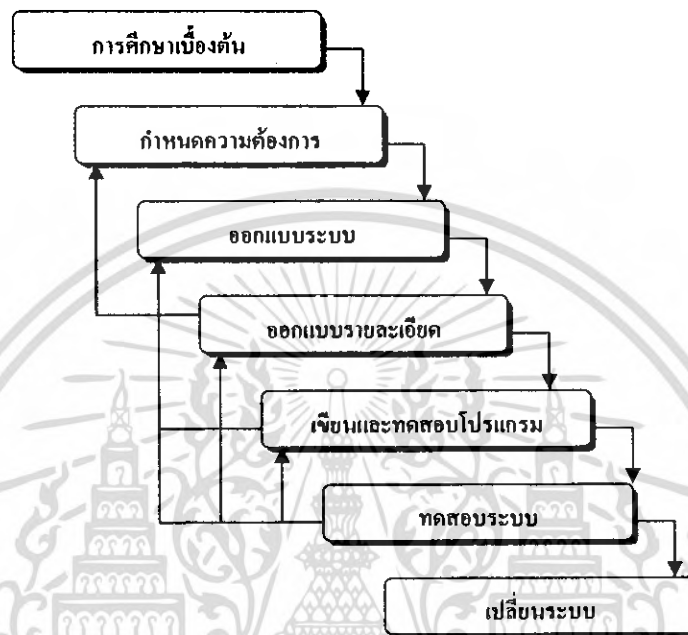 การศึกษาเบื้องต้น
กำหนดความต้องการ
ออกแบบระบบ
ออกแบบรายละเอียด
เขียนและทดสอบโปรแกรม
ทดสอบระบบ
เปลี่ยนระบบ